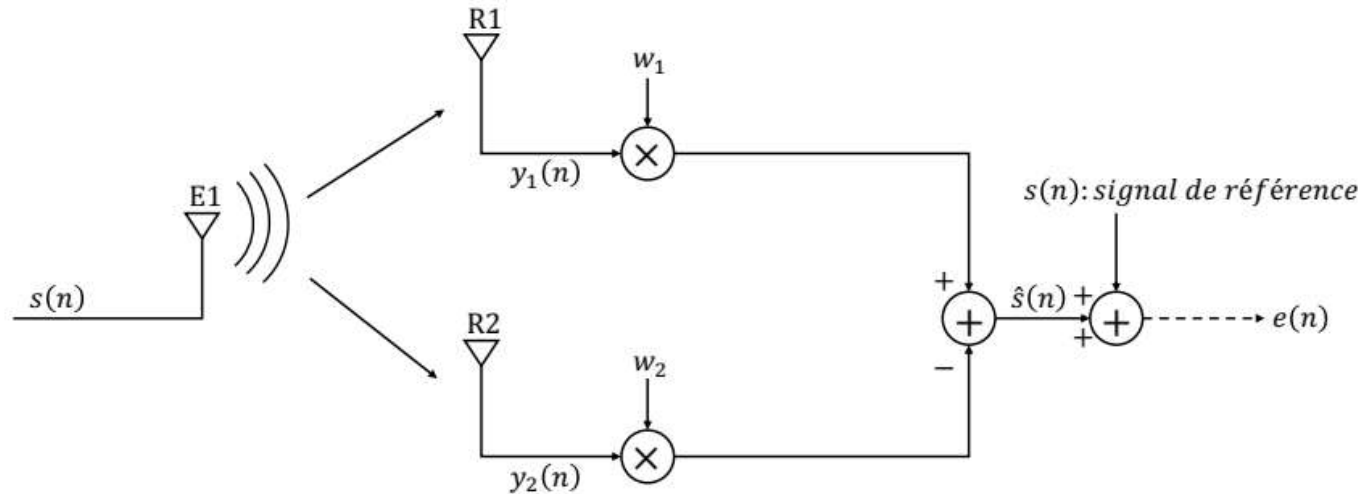 R1
w₁
y₁(n)
E1
s(n): signal de référence
s(n)
+
ŝ(n)
+
+
+
+
e(n)
−
R2
w₂
y₂(n)